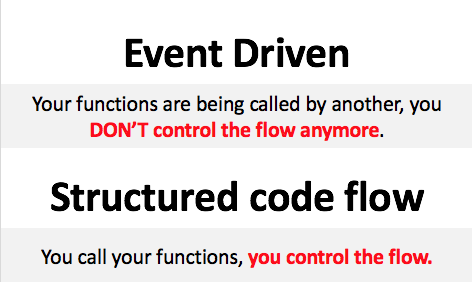 Event Driven
Your functions are being called by another, you
DON’T control the flow anymore.
Structured code flow
You call your functions, you control the flow.